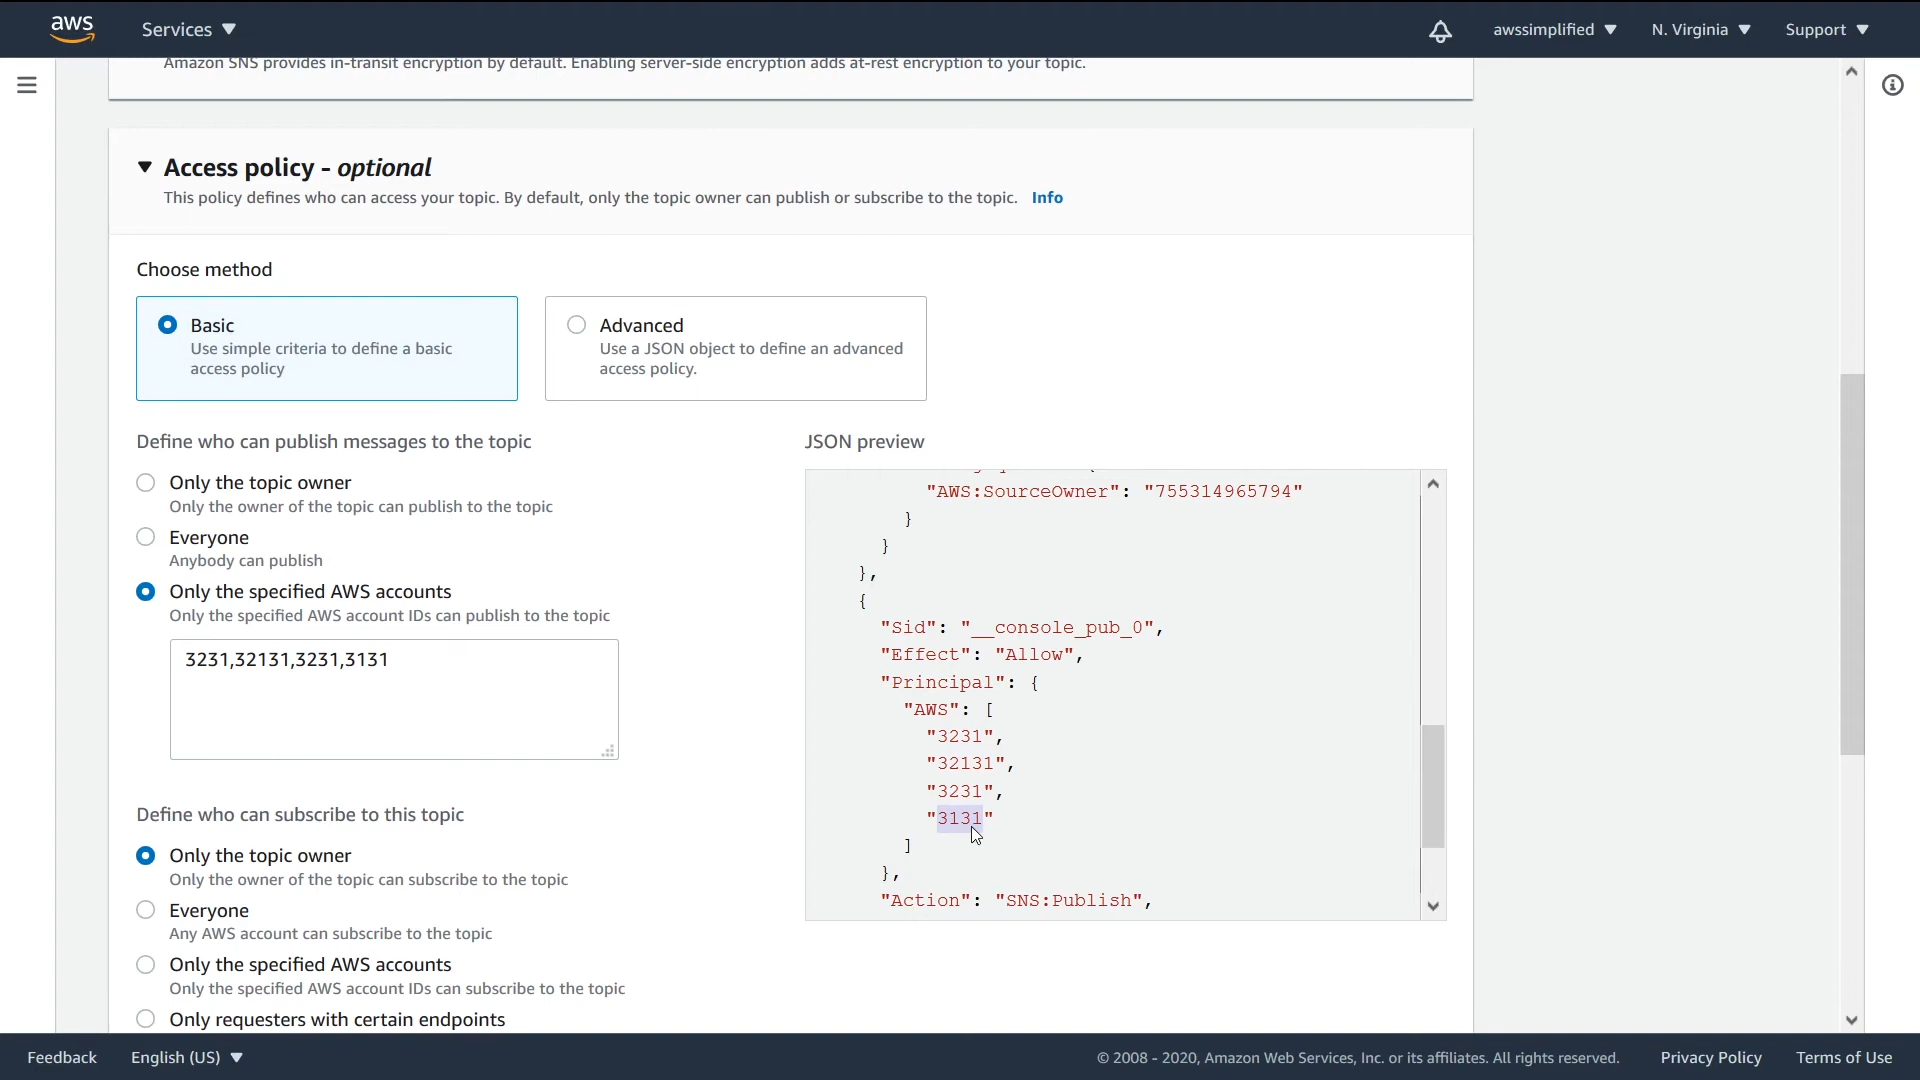 aws Services awssimplified N. Virginia Support
Amazon SNS provides in-transit encryption by default. Enabling server-side encryption adds at-rest encryption to your topic.
Access policy - optional
This policy defines who can access your topic. By default, only the topic owner can publish or subscribe to the topic. Info
Choose method
Basic
Use simple criteria to define a basic
access policy
Advanced
Use a JSON object to define an advanced
access policy.
Define who can publish messages to the topic
Only the topic owner
Only the owner of the topic can publish to the topic
Everyone
Anybody can publish
Only the specified AWS accounts
Only the specified AWS account IDs can publish to the topic
3231,32131,3231,3131
Define who can subscribe to this topic
Only the topic owner
Only the owner of the topic can subscribe to the topic
Everyone
Any AWS account can subscribe to the topic
Only the specified AWS accounts
Only the specified AWS account IDs can subscribe to the topic
Only requesters with certain endpoints
JSON preview
"AWS:SourceOwner": "755314965794"
}
}
},
{
"Sid": "__console_pub_0",
"Effect": "Allow",
"Principal": {
"AWS": [
"3231",
"32131",
"3231",
"3131"
]
},
"Action": "SNS:Publish",
Feedback English (US) © 2008 - 2020, Amazon Web Services, Inc. or its affiliates. All rights reserved. Privacy Policy Terms of Use